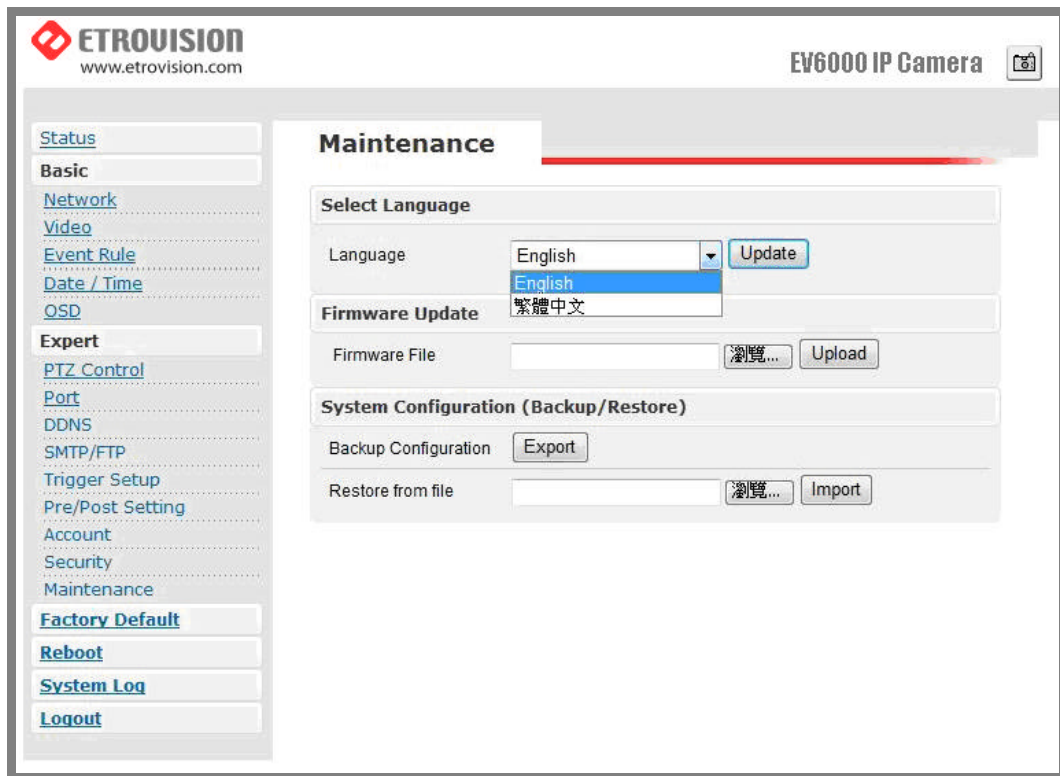 ETROVISION
www.etrovision.com
EV6000 IP Camera
Status
Basic
Network
Video
Event Rule
Date / Time
OSD
Expert
PTZ Control
Port
DDNS
SMTP/FTP
Trigger Setup
Pre/Post Setting
Account
Security
Maintenance
Factory Default
Reboot
System Log
Logout
Maintenance
Select Language
Language English Update
English
繁體中文
Firmware Update
Firmware File 瀏覽... Upload
System Configuration (Backup/Restore)
Backup Configuration Export
Restore from file 瀏覽... Import